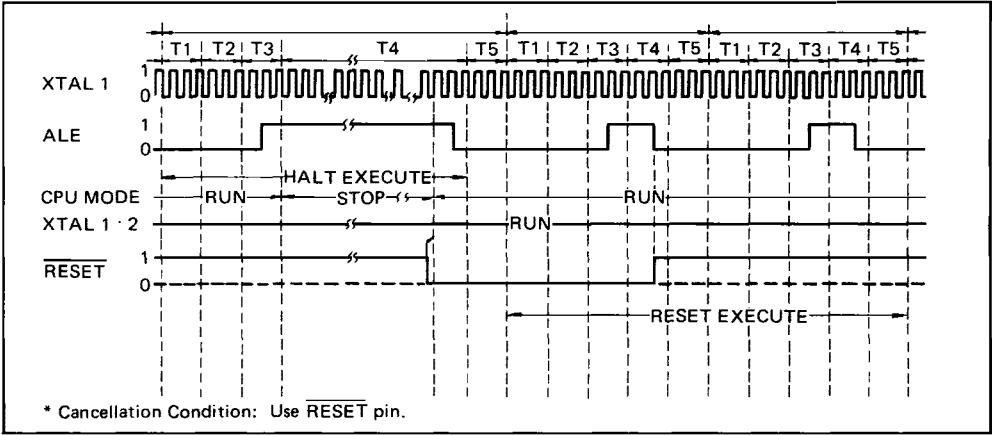 T1 T2 T3 T4 T5 T1 T2 T3 T4 T5 T1 T2 T3 T4 T5
XTAL 1 1
0
ALE 1
0
HALT EXECUTE
CPU MODE RUN STOP RUN
XTAL 1 · 2 RUN
RESET 1
0
RESET EXECUTE
* Cancellation Condition: Use RESET pin.